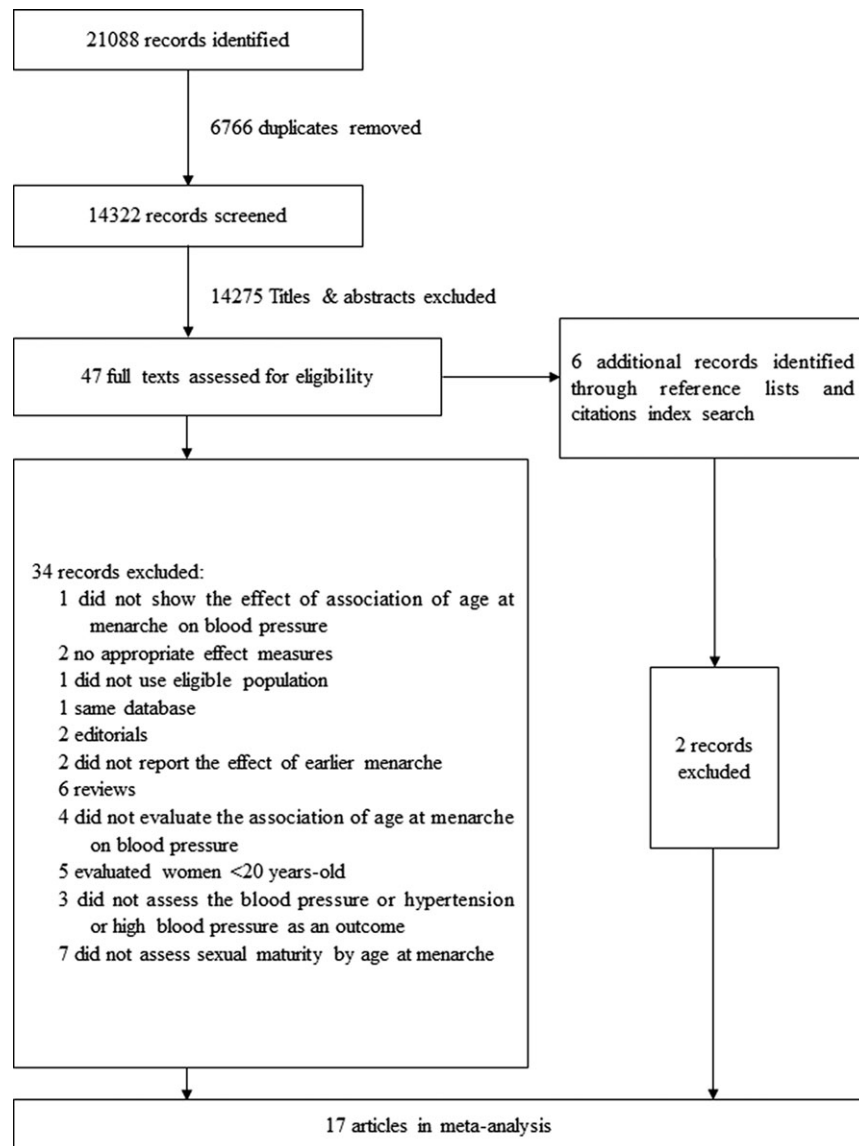 21088 records identified
6766 duplicates removed
14322 records screened
14275 Titles & abstracts excluded
47 full texts assessed for eligibility
6 additional records identified
through reference lists and
citations index search
34 records excluded:
1 did not show the effect of association of age at
menarche on blood pressure
2 no appropriate effect measures
1 did not use eligible population
1 same database
2 editorials
2 did not report the effect of earlier menarche
6 reviews
4 did not evaluate the association of age at menarche
on blood pressure
5 evaluated women <20 years-old
3 did not assess the blood pressure or hypertension
or high blood pressure as an outcome
7 did not assess sexual maturity by age at menarche
2 records
excluded
17 articles in meta-analysis